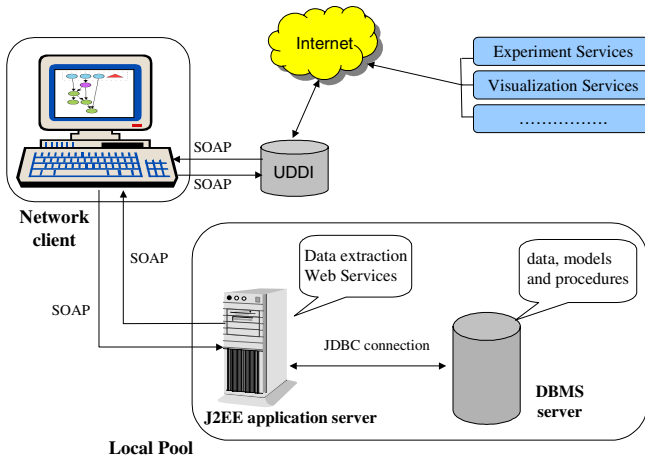 Internet
Experiment Services
Visualization Services
……………
SOAP
SOAP
UDDI
Network
client
SOAP
SOAP
Data extraction
Web Services
data, models
and procedures
JDBC connection
J2EE application server
DBMS
server
Local Pool